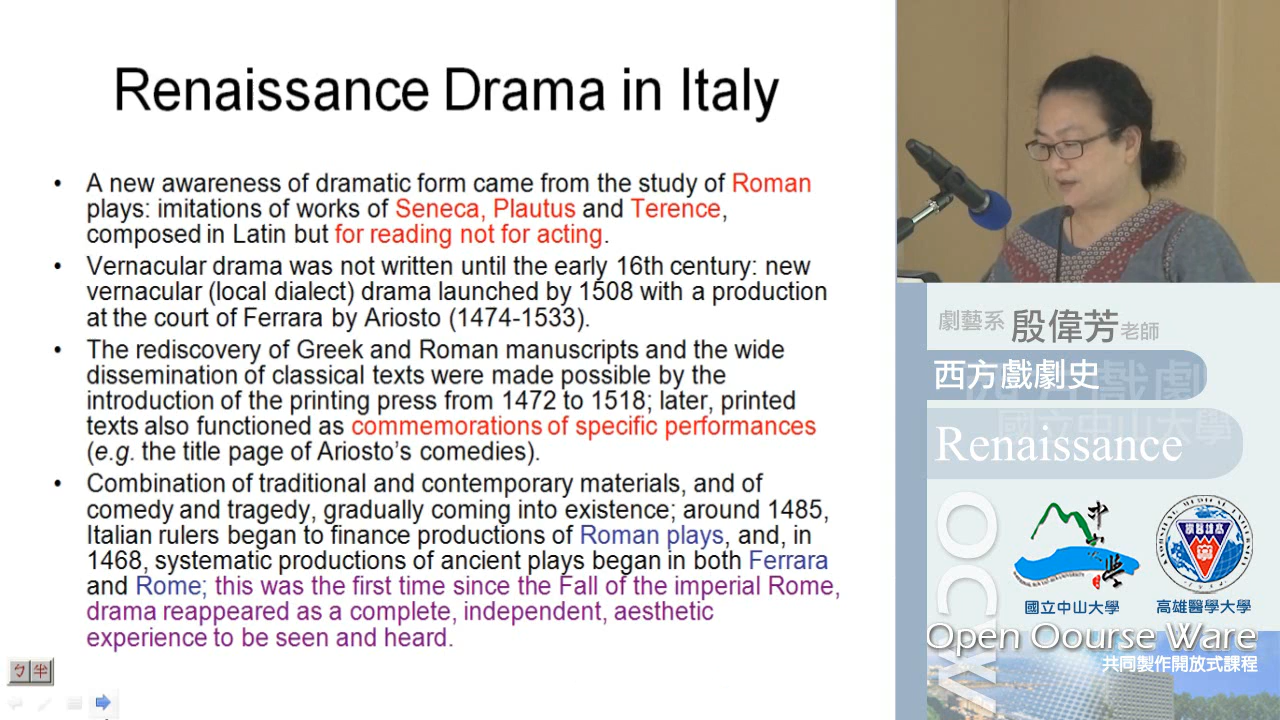 Renaissance Drama in Italy
• A new awareness of dramatic form came from the study of Roman
plays: imitations of works of Seneca, Plautus and Terence,
composed in Latin but for reading not for acting.
• Vernacular drama was not written until the early 16th century: new
vernacular (local dialect) drama launched by 1508 with a production
at the court of Ferrara by Ariosto (1474-1533).
• The rediscovery of Greek and Roman manuscripts and the wide
dissemination of classical texts were made possible by the
introduction of the printing press from 1472 to 1518; later, printed
texts also functioned as commemorations of specific performances
(e.g. the title page of Ariosto's comedies).
• Combination of traditional and contemporary materials, and of
comedy and tragedy, gradually coming into existence; around 1485,
Italian rulers began to finance productions of Roman plays, and, in
1468, systematic productions of ancient plays began in both Ferrara
and Rome; this was the first time since the Fall of the imperial Rome,
drama reappeared as a complete, independent, aesthetic
experience to be seen and heard.
ㄅ半
劇藝系 殷偉芳老師
西方戲劇史
Renaissance
OCW
中山大學
國立中山大學
高雄醫學大學
Open Oourse Ware
共同製作開放式課程